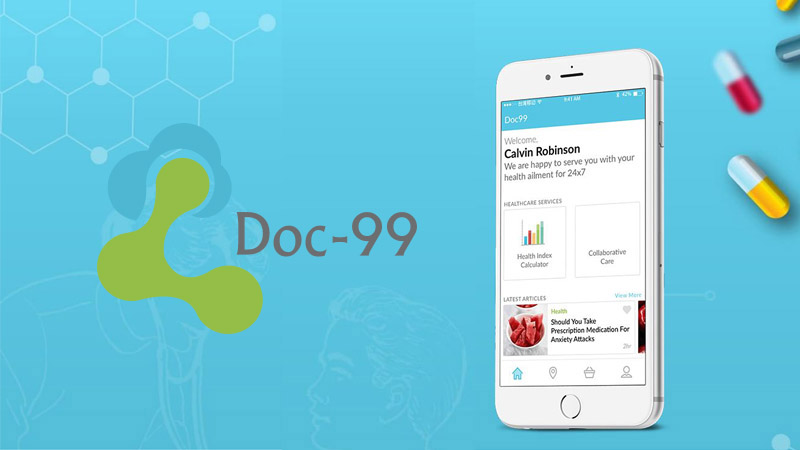 Doc-99
9:41 AM
42%
Doc99
Welcome,
Calvin Robinson
We are happy to serve you with your
health ailment for 24x7
HEALTHCARE SERVICES
Health Index
Calculator
Collaborative
Care
LATEST ARTICLES
View More
Health
Should You Take
Prescription Medication For
Anxiety Attacks
2hr